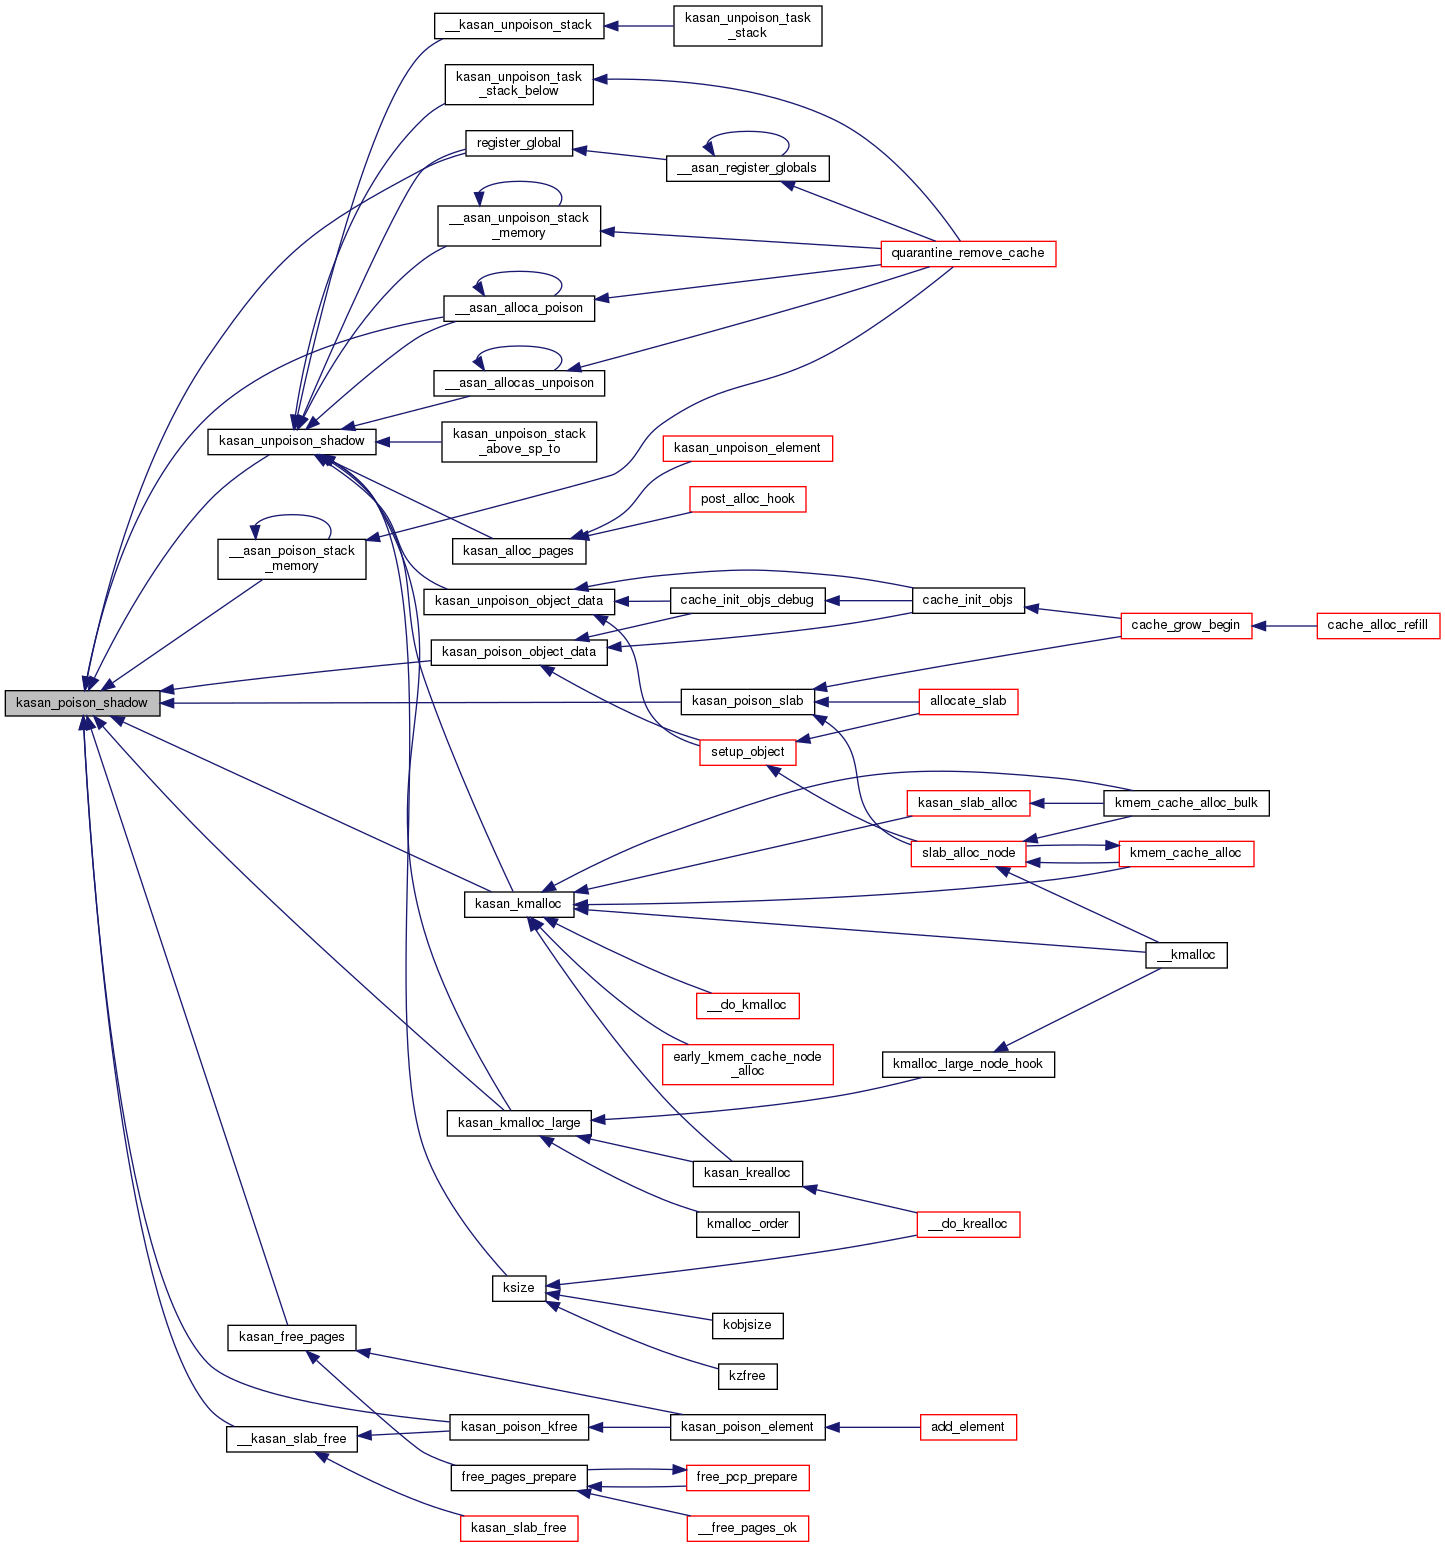 __kasan_unpoison_stack
kasan_unpoison_task
_stack
kasan_unpoison_task
_stack_below
register_global
__asan_register_globals
__asan_unpoison_stack
_memory
quarantine_remove_cache
__asan_alloca_poison
__asan_allocas_unpoison
kasan_unpoison_shadow
kasan_unpoison_stack
_above_sp_to
kasan_unpoison_element
post_alloc_hook
__asan_poison_stack
_memory
kasan_alloc_pages
kasan_unpoison_object_data
cache_init_objs_debug
cache_init_objs
cache_grow_begin
cache_alloc_refill
kasan_poison_object_data
kasan_poison_shadow
kasan_poison_slab
allocate_slab
setup_object
kasan_slab_alloc
kmem_cache_alloc_bulk
slab_alloc_node
kmem_cache_alloc
kasan_kmalloc
__kmalloc
__do_kmalloc
early_kmem_cache_node
_alloc
kmalloc_large_node_hook
kasan_kmalloc_large
kasan_krealloc
kmalloc_order
__do_krealloc
ksize
kobjsize
kasan_free_pages
kzfree
kasan_poison_kfree
kasan_poison_element
add_element
__kasan_slab_free
free_pages_prepare
free_pcp_prepare
kasan_slab_free
__free_pages_ok